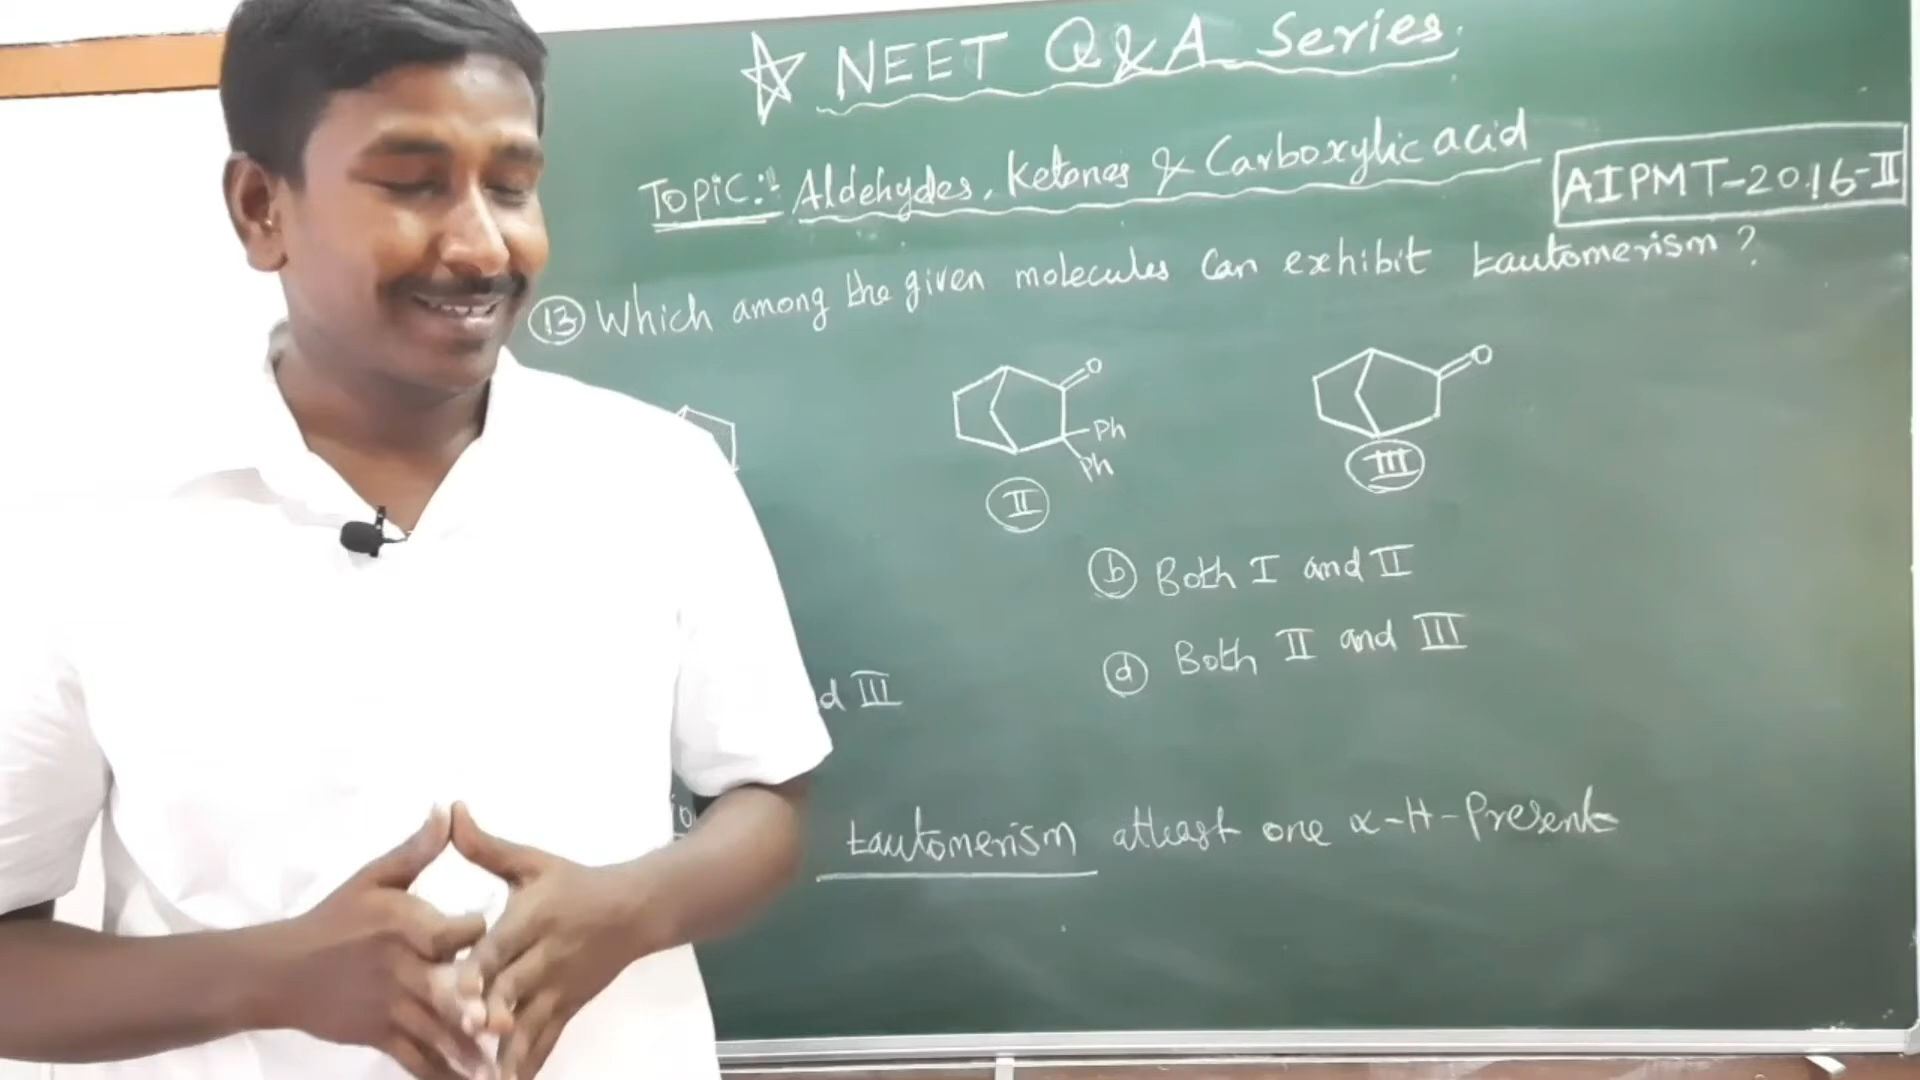 ☆ NEET Q&A Series.
Topic:- Aldehydes, Ketones & Carboxylic acid
AIPMT-2016-II
13 Which among the given molecules can exhibit tautomerism?
O
O
Ph
Ph
II
III
b Both I and II
d III
d Both II and III
tautomerism atleast one α-H-Present